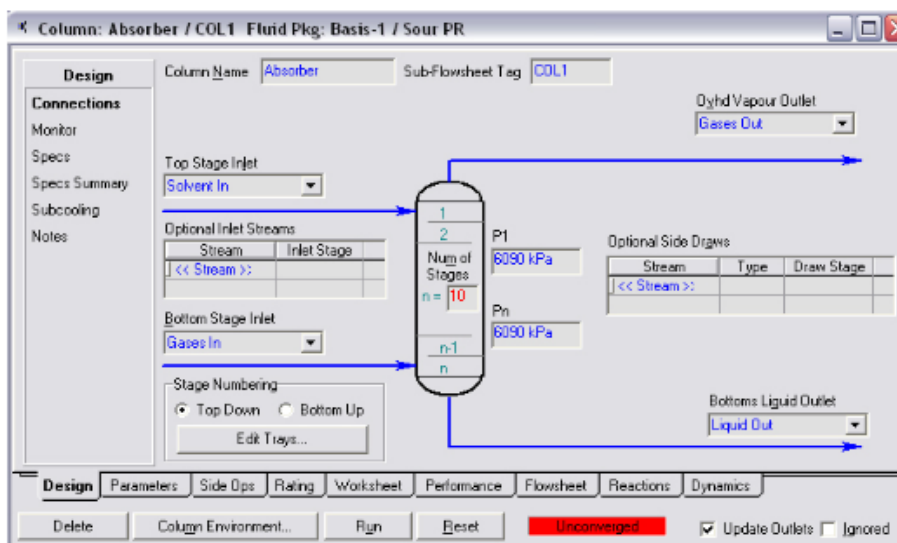 Column: Absorber / COL1 Fluid Pkg: Basis-1 / Sour PR
Design
Connections
Monitor
Specs
Specs Summary
Subcooling
Notes
Column Name Absorber Sub-Flowsheet Tag COL1
Ovhd Vapour Outlet
Gases Out
Top Stage Inlet
Solvent In
Optional Inlet Streams
Stream Inlet Stage
<< Stream >>
Bottom Stage Inlet
Gases In
Stage Numbering
Top Down Bottom Up
Edit Trays...
1
2
Num of
Stages
n = 10
n-1
n
P1
6090 kPa
Pn
6090 kPa
Optional Side Draws
Stream Type Draw Stage
<< Stream >>
Bottoms Liquid Outlet
Liquid Out
Design Parameters Side Ops Rating Worksheet Performance Flowsheet Reactions Dynamics
Delete Column Environment... Run Reset Unconverged Update Outlets Ignored